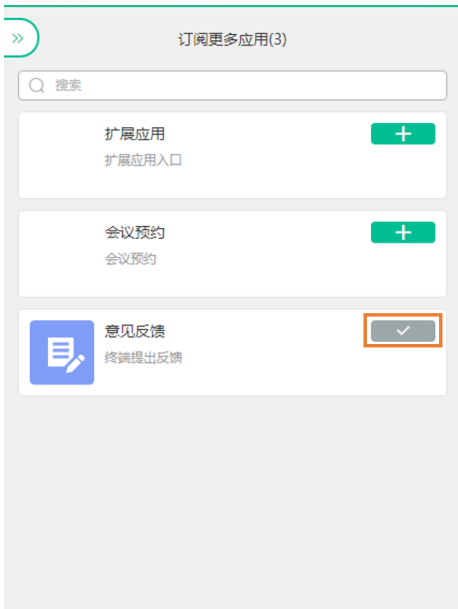 订阅更多应用(3)
搜索
扩展应用
扩展应用入口
会议预约
会议预约
意见反馈
终端提出反馈